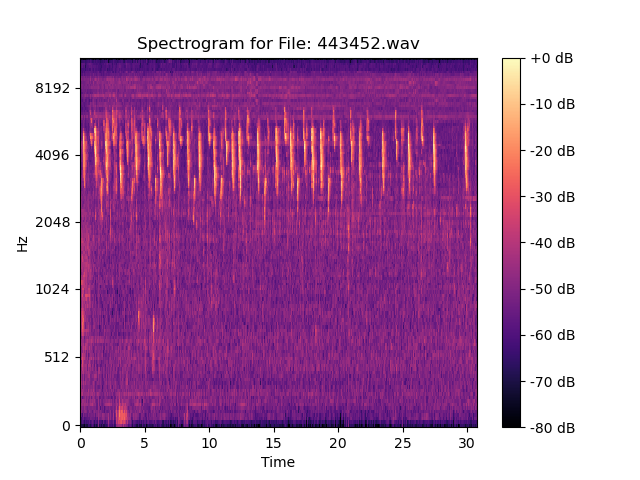 Spectrogram for File: 443452.wav
Hz
8192
4096
2048
1024
512
0
0 5 10 15 20 25 30
Time
+0 dB
-10 dB
-20 dB
-30 dB
-40 dB
-50 dB
-60 dB
-70 dB
-80 dB